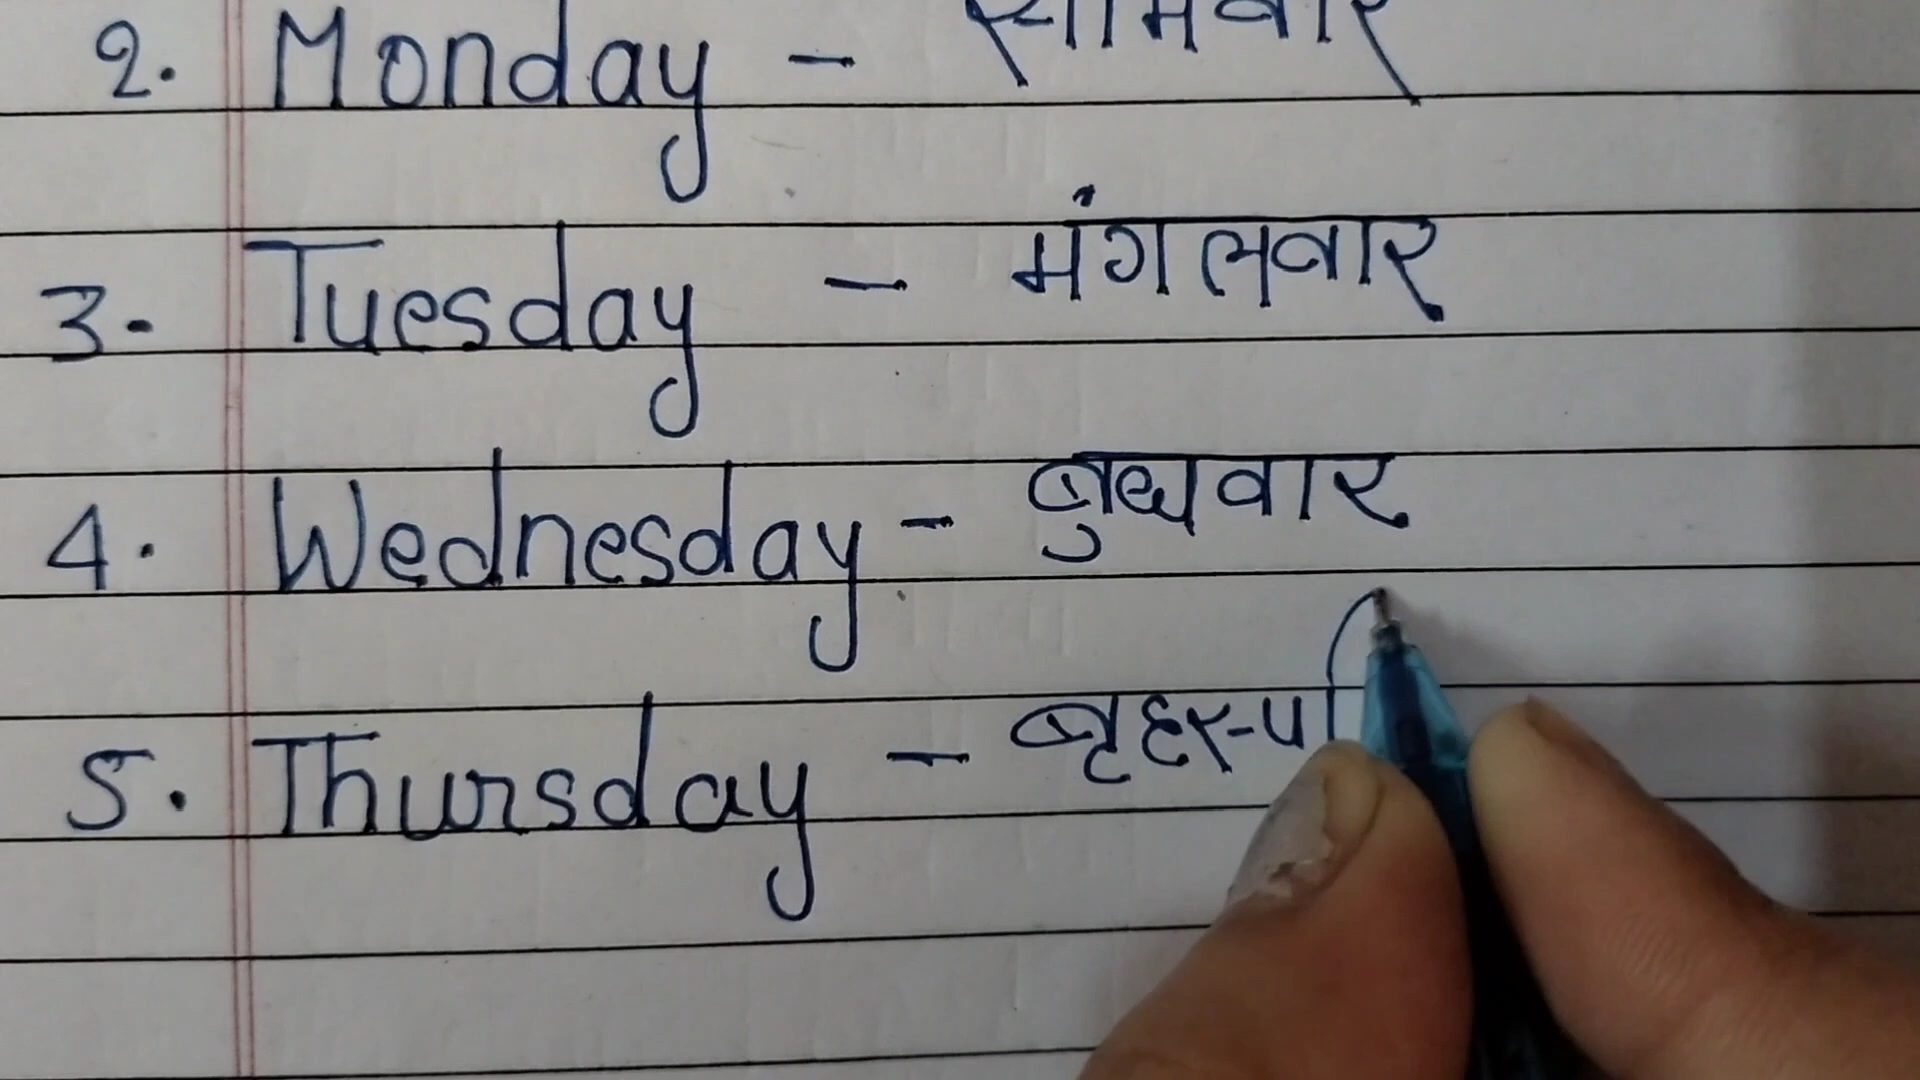 2. Monday - सोमवार
3. Tuesday - मंगलवार
4. Wednesday - बुधवार
5. Thursday - बृहस्पि